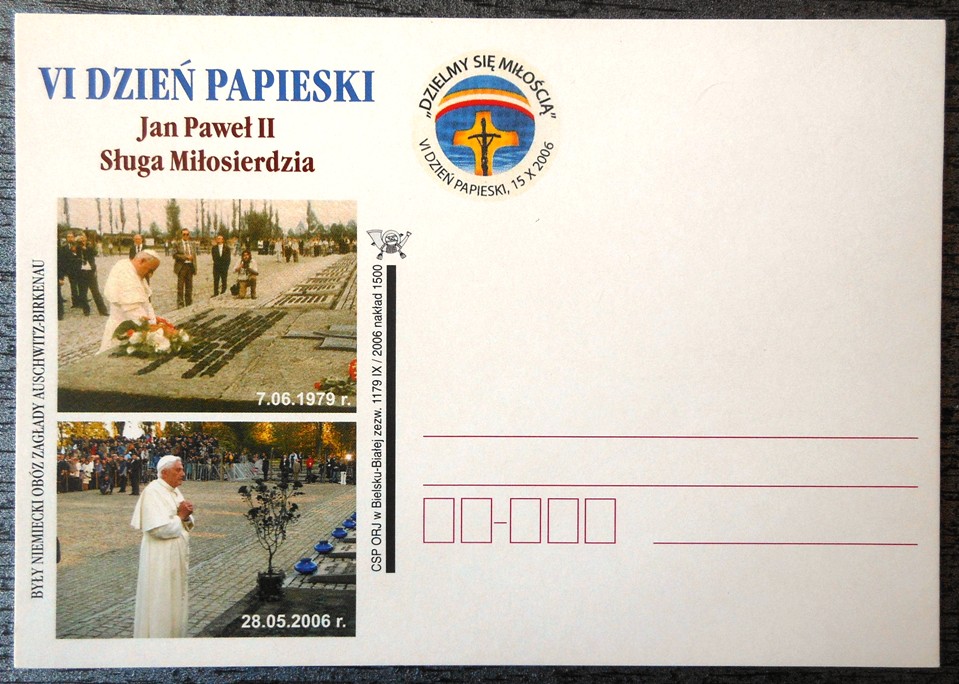 VI DZIEŃ PAPIESKI
Jan Paweł II
Sługa Miłosierdzia
„DZIELMY SIĘ MIŁOŚCIĄ”
VI DZIEŃ PAPIESKI, 15 X 2006
BYŁY NIEMIECKI OBÓZ ZAGŁADY AUSCHWITZ-BIRKENAU
7.06.1979 r.
28.05.2006 r.
CSP ORJ w Bielsku-Białej zezw. 1179 IX / 2006 nakład 1500